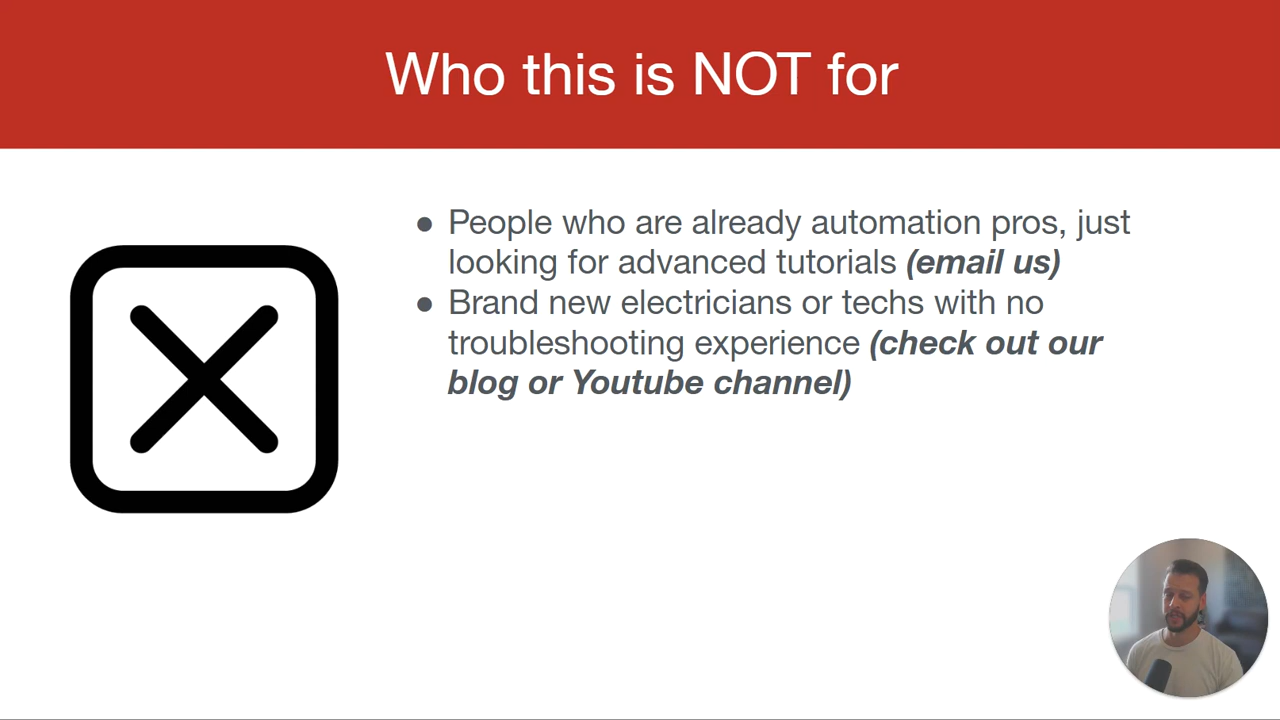 Who this is NOT for
● People who are already automation pros, just
looking for advanced tutorials (email us)
● Brand new electricians or techs with no
troubleshooting experience (check out our
blog or Youtube channel)